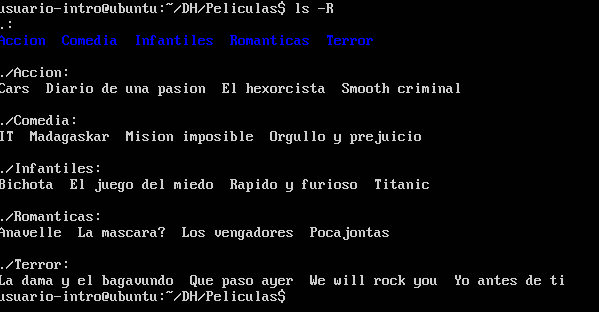 usuario-intro@ubuntu:~/DH/Peliculas$ ls -R
.:
Accion  Comedia  Infantiles  Romanticas  Terror
./Accion:
Cars  Diario de una pasion  El hexorcista  Smooth criminal
./Comedia:
IT  Madagaskar  Mision imposible  Orgullo y prejuicio
./Infantiles:
Bichota  El juego del miedo  Rapido y furioso  Titanic
./Romanticas:
Anavelle  La mascara?  Los vengadores  Pocajontas
./Terror:
La dama y el bagavundo  Que paso ayer  We will rock you  Yo antes de ti
usuario-intro@ubuntu:~/DH/Peliculas$